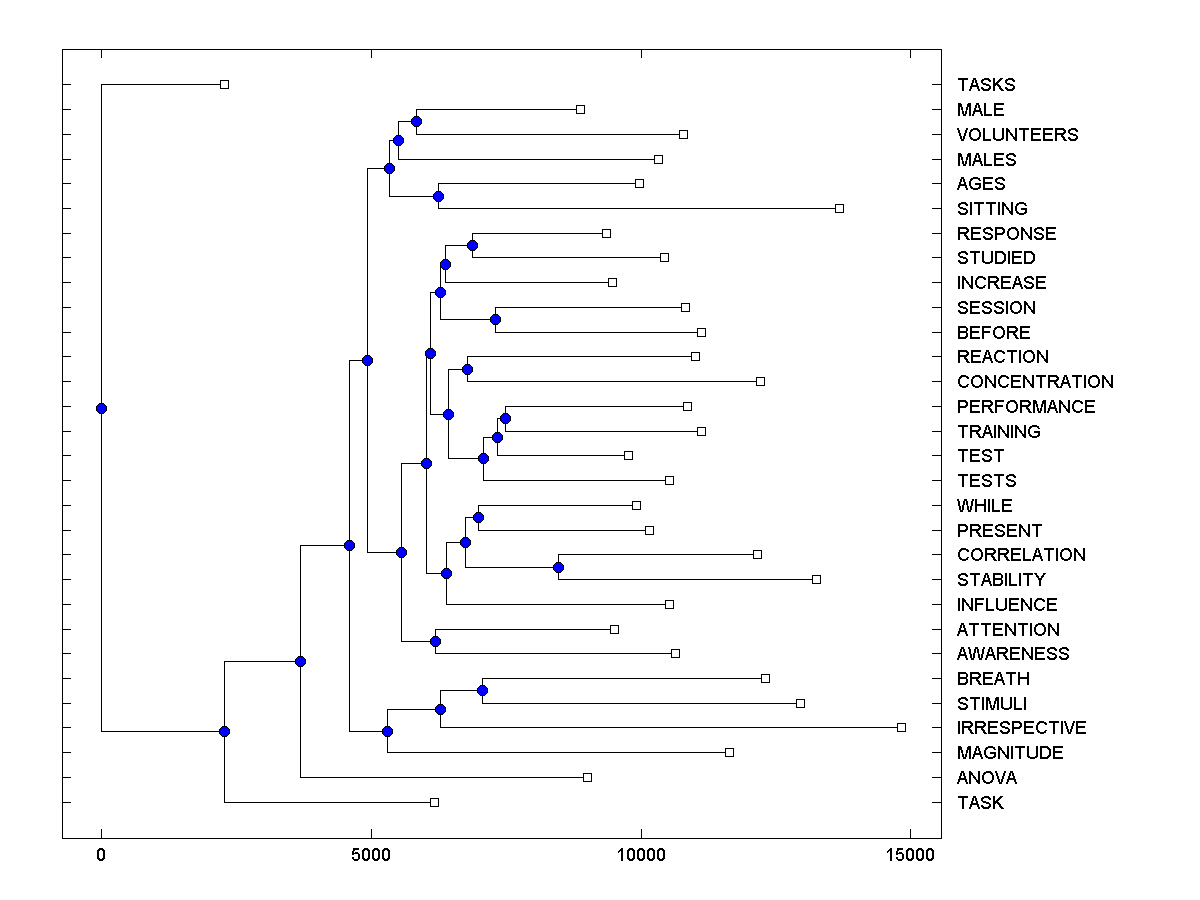 TASKS
MALE
VOLUNTEERS
MALES
AGES
SITTING
RESPONSE
STUDIED
INCREASE
SESSION
BEFORE
REACTION
CONCENTRATION
PERFORMANCE
TRAINING
TEST
TESTS
WHILE
PRESENT
CORRELATION
STABILITY
INFLUENCE
ATTENTION
AWARENESS
BREATH
STIMULI
IRRESPECTIVE
MAGNITUDE
ANOVA
TASK
0 5000 10000 15000